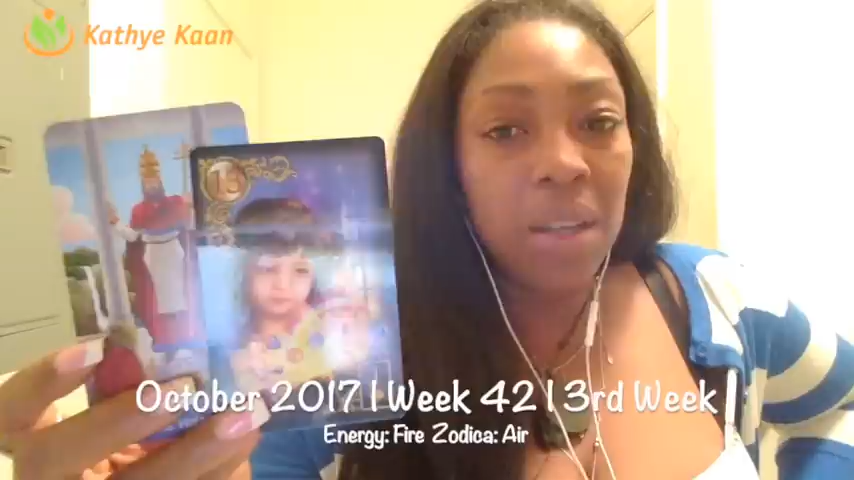 Kathye Kaan
13
October 2017 | Week 42 | 3rd Week |
Energy: Fire Zodica: Air